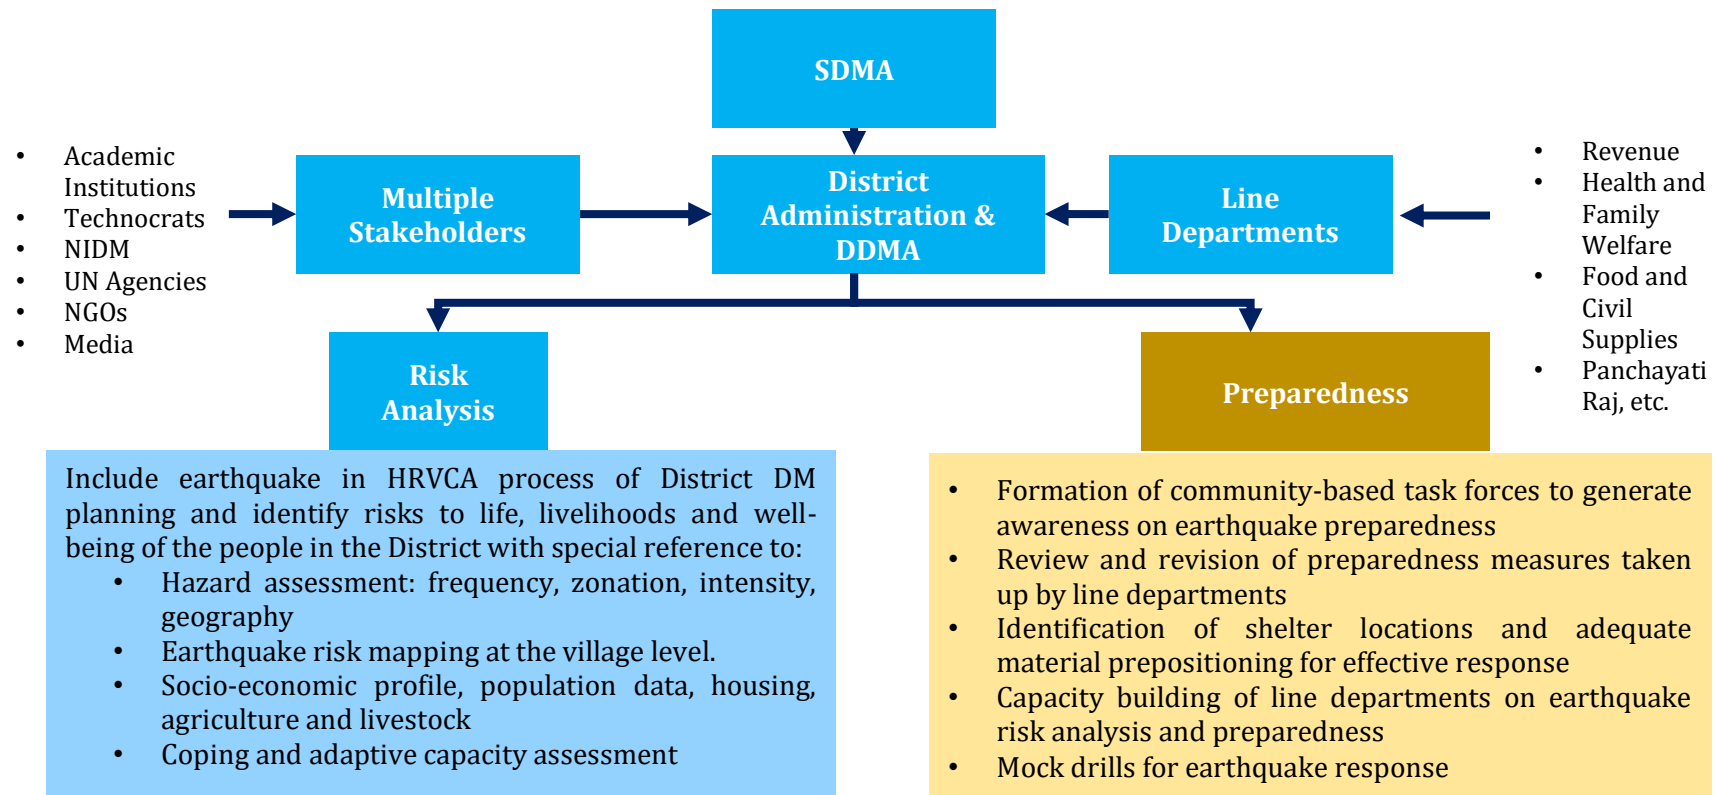 SDMA
• Academic
Institutions
• Technocrats
• NIDM
• UN Agencies
• NGOs
• Media
Multiple
Stakeholders
District
Administration &
DDMA
Line
Departments
• Revenue
• Health and
Family
Welfare
• Food and
Civil
Supplies
• Panchayati
Raj, etc.
Risk
Analysis
Preparedness
Include earthquake in HRVCA process of District DM
planning and identify risks to life, livelihoods and well-
being of the people in the District with special reference to:
• Hazard assessment: frequency, zonation, intensity,
geography
• Earthquake risk mapping at the village level.
• Socio-economic profile, population data, housing,
agriculture and livestock
• Coping and adaptive capacity assessment
• Formation of community-based task forces to generate
awareness on earthquake preparedness
• Review and revision of preparedness measures taken
up by line departments
• Identification of shelter locations and adequate
material prepositioning for effective response
• Capacity building of line departments on earthquake
risk analysis and preparedness
• Mock drills for earthquake response